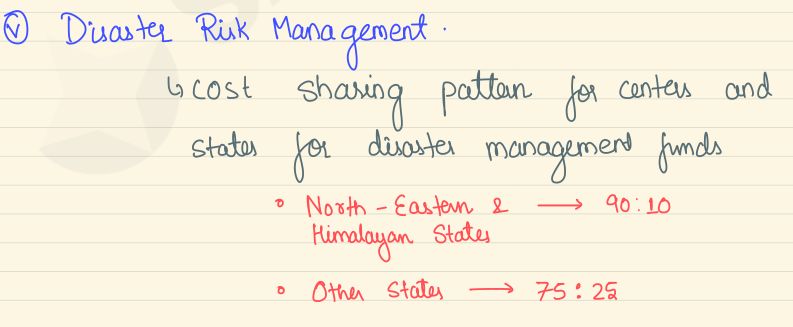 (v) Disaster Risk Management.
↳ cost sharing pattern for centers and
states for disaster management funds
• North-Eastern & → 90:10
Himalayan States
• Other States → 75:25